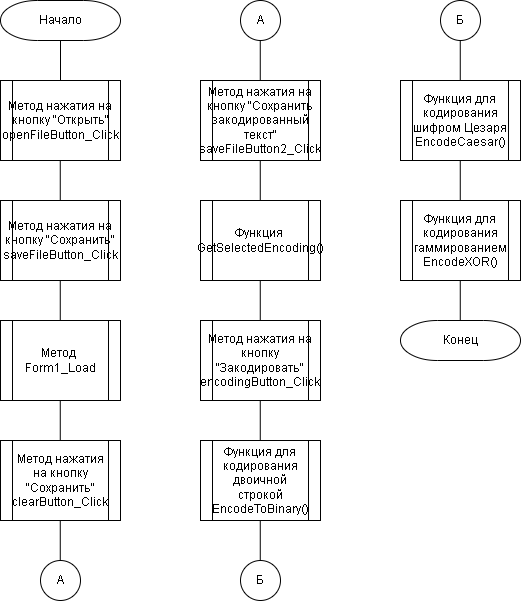 Начало
Метод нажатия на
кнопку "Открыть"
openFileButton_Click
Метод нажатия на
кнопку "Сохранить"
saveFileButton_Click
Метод
Form1_Load
Метод нажатия
на кнопку
"Сохранить"
clearButton_Click
А
А
Метод нажатия на
кнопку "Сохранить
закодированный
текст"
saveFileButton2_Click
Функция
GetSelectedEncoding()
Метод нажатия на
кнопку
"Закодировать"
encodingButton_Click
Функция для
кодирования
двоичной
строкой
EncodeToBinary()
Б
Б
Функция для
кодирования
шифром Цезаря
EncodeCaesar()
Функция для
кодирования
гаммированием
EncodeXOR()
Конец